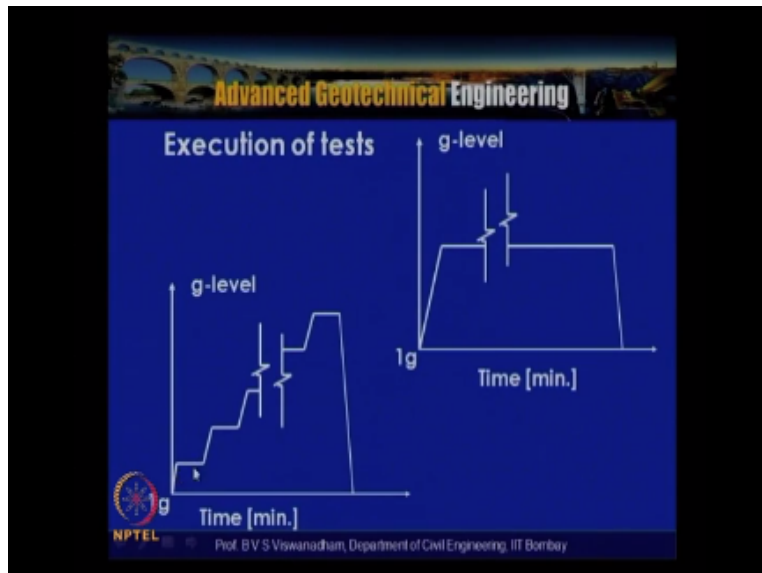 Advanced Geotechnical Engineering
Execution of tests
g-level
1g
Time [min.]
g-level
1g
Time [min.]
NPTEL
Prof. B V S Viswanadham, Department of Civil Engineering, IIT Bombay